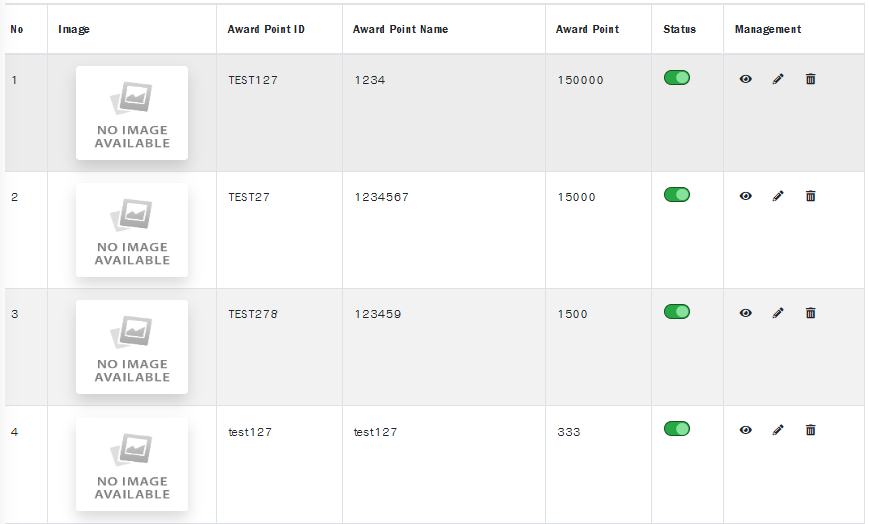 No Image Award Point ID Award Point Name Award Point Status Management
1 TEST127 1234 150000
NO IMAGE
AVAILABLE
2 TEST27 1234567 15000
NO IMAGE
AVAILABLE
3 TEST278 123459 1500
NO IMAGE
AVAILABLE
4 test127 test127 333
NO IMAGE
AVAILABLE